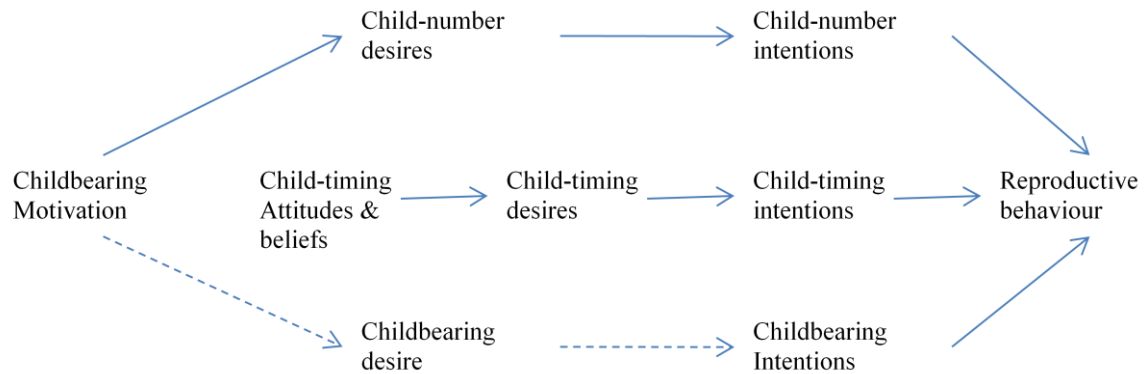 Child-number
desires
Child-number
intentions
Childbearing
Motivation
Child-timing
Attitudes &
beliefs
Child-timing
desires
Child-timing
intentions
Reproductive
behaviour
Childbearing
desire
Childbearing
Intentions